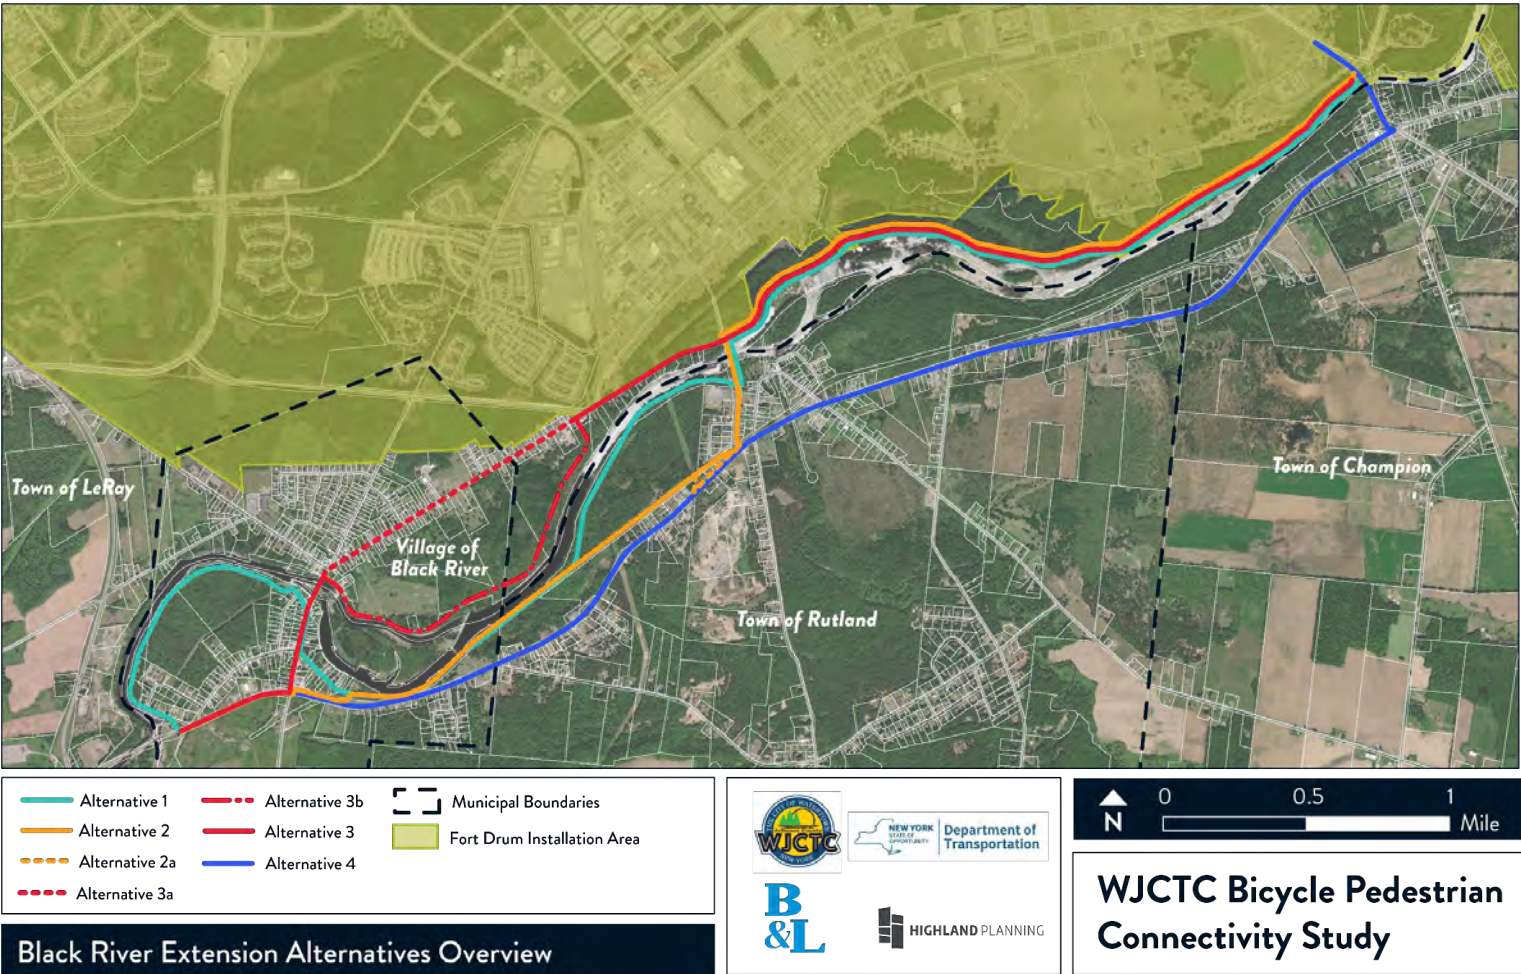 Town of LeRay
Village of
Black River
Town of Rutland
Town of Champion
Alternative 1
Alternative 2
Alternative 2a
Alternative 3a
Alternative 3b
Alternative 3
Alternative 4
Municipal Boundaries
Fort Drum Installation Area
Black River Extension Alternatives Overview
WJCTC
NEW YORK
STATE OF
OPPORTUNITY
Department of
Transportation
B
&L
HIGHLAND PLANNING
N
0 0.5 1
Mile
WJCTC Bicycle Pedestrian
Connectivity Study